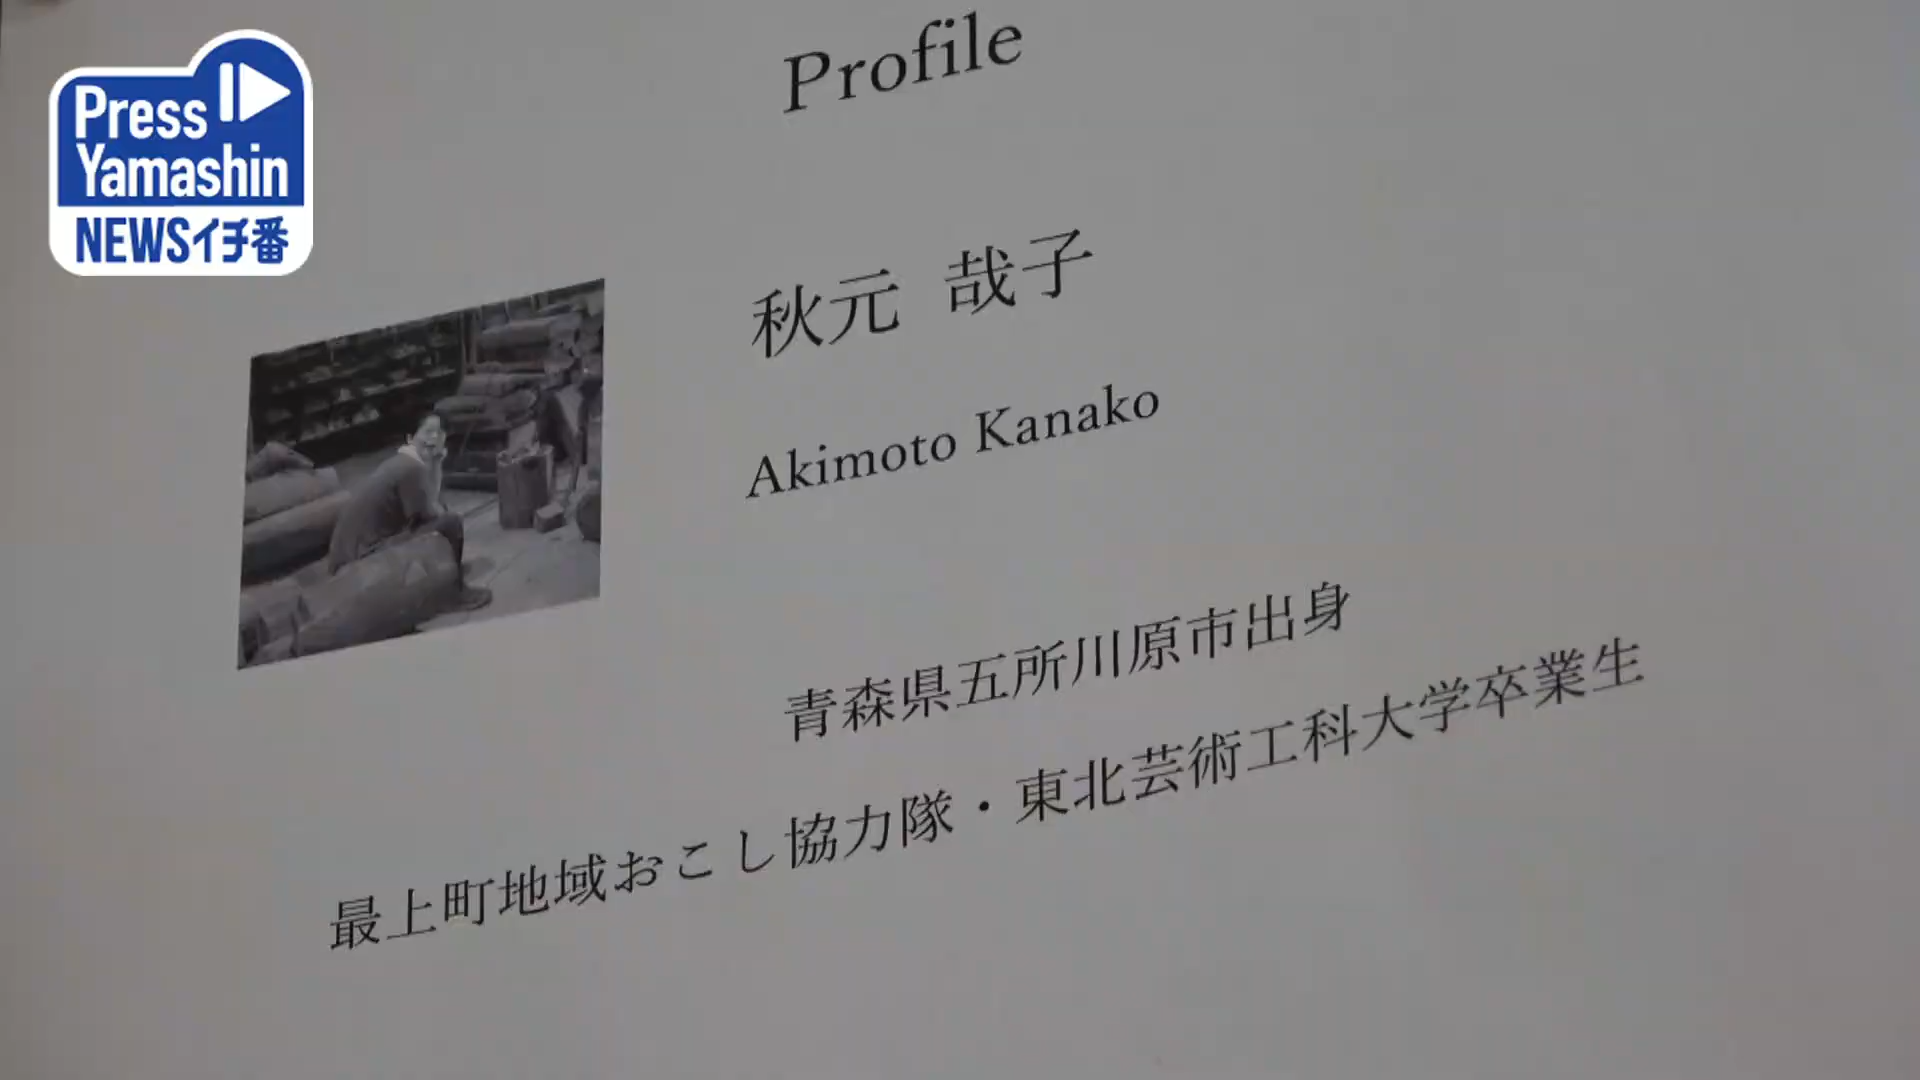 Press
Yamashin
NEWSイチ番
Profile
秋元 哉子
Akimoto Kanako
青森県五所川原市出身
最上町地域おこし協力隊・東北芸術工科大学卒業生